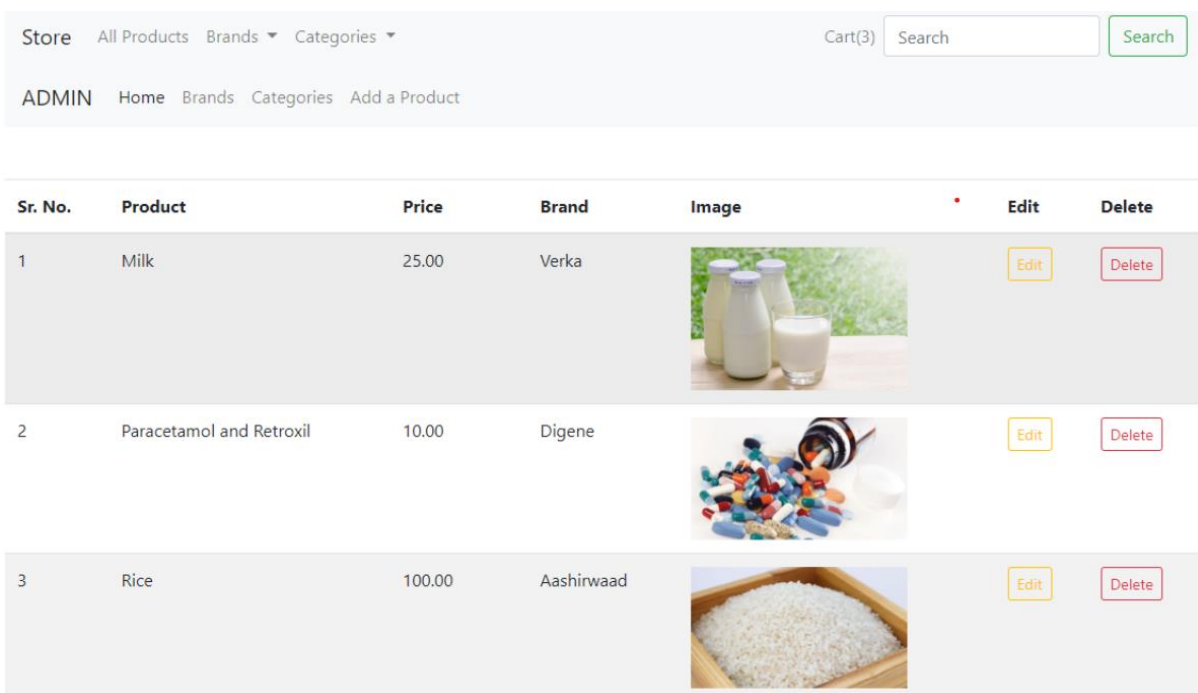 Store All Products Brands Categories Cart(3) Search Search
ADMIN Home Brands Categories Add a Product
Sr. No. Product Price Brand Image Edit Delete
1 Milk 25.00 Verka Edit Delete
2 Paracetamol and Retroxil 10.00 Digene Edit Delete
3 Rice 100.00 Aashirwaad Edit Delete